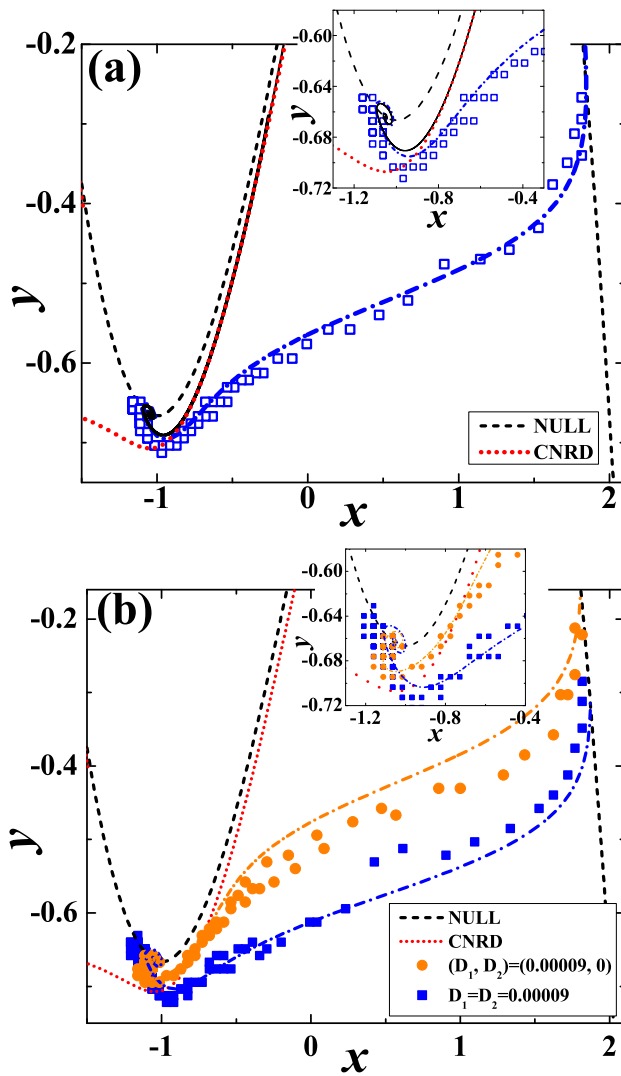 (a)
-0.2
-0.4
-0.6
y
-1
0
1
2
x
-0.60
-0.64
-0.68
-0.72
y
-1.2
-0.8
-0.4
x
NULL
CNRD
(b)
-0.2
-0.4
-0.6
y
-1
0
1
2
x
-0.60
-0.64
-0.68
-0.72
y
-1.2
-0.8
-0.4
x
NULL
CNRD
(D₁, D₂)=(0.00009, 0)
D₁=D₂=0.00009